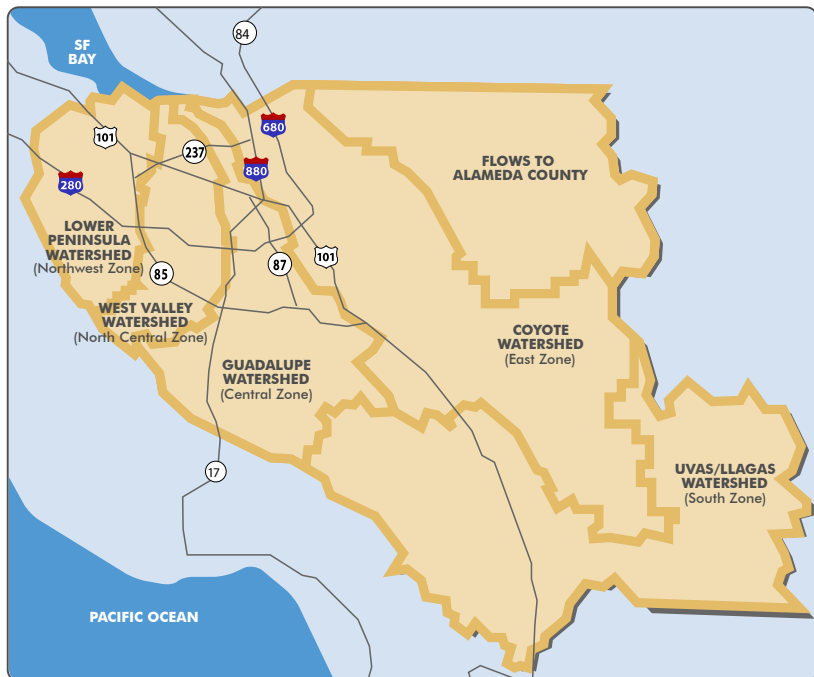 SF
BAY
84
101
680
237
880
280
FLOWS TO
ALAMEDA COUNTY
LOWER
PENINSULA
WATERSHED
(Northwest Zone)
85
87
101
WEST VALLEY
WATERSHED
(North Central Zone)
COYOTE
WATERSHED
(East Zone)
GUADALUPE
WATERSHED
(Central Zone)
17
UVAS/LLAGAS
WATERSHED
(South Zone)
PACIFIC OCEAN